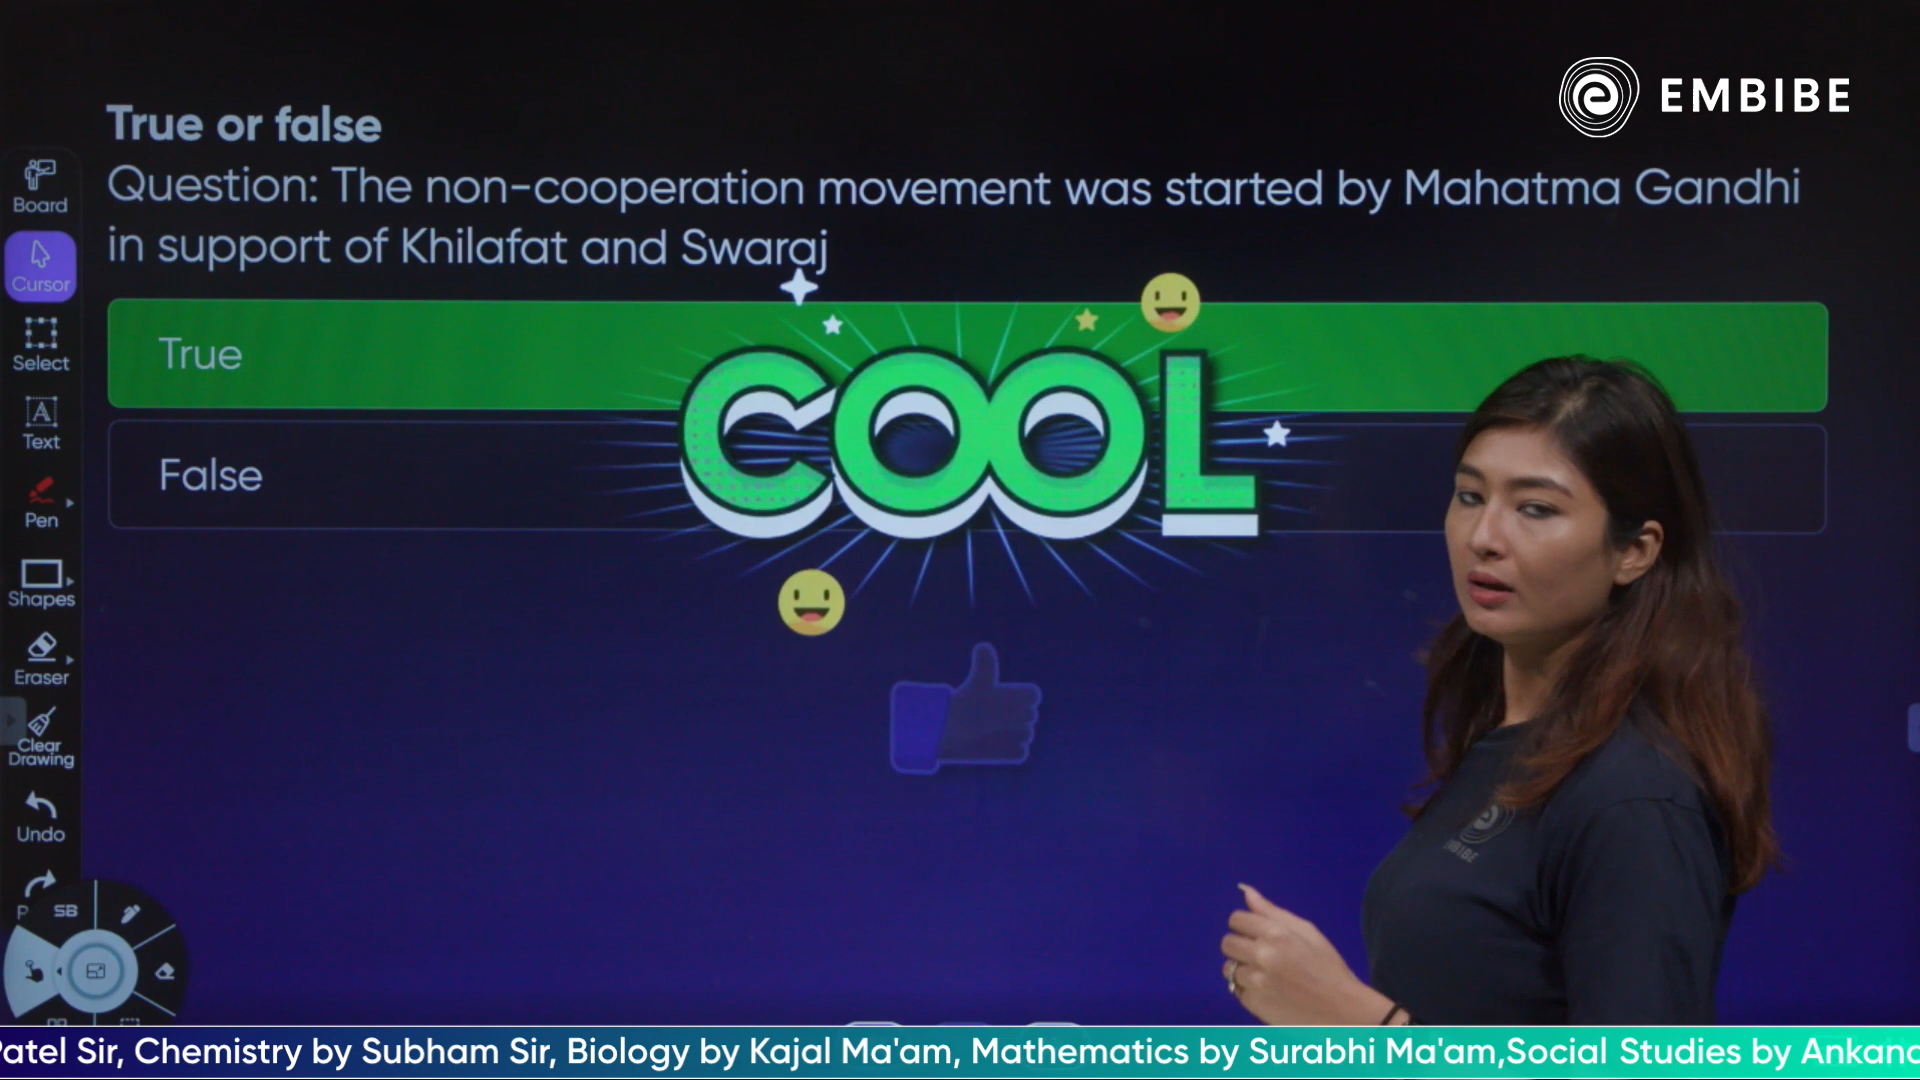 EMBIBE
True or false
Question: The non-cooperation movement was started by Mahatma Gandhi
in support of Khilafat and Swaraj
True
False
COOL
Board
Cursor
Select
Text
Pen
Shapes
Eraser
Clear
Drawing
Undo
SB
EMBIBE
Patel Sir, Chemistry by Subham Sir, Biology by Kajal Ma'am, Mathematics by Surabhi Ma'am,Social Studies by